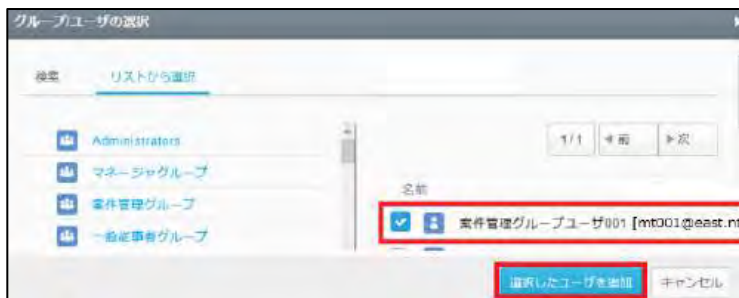 グループ/ユーザの選択
検索 リストから選択
Administrators
マネージャグループ
案件管理グループ
一般従事者グループ
1/1 ◀前 ▶次
名前
案件管理グループユーザ001 [mt001@east.nt
選択したユーザを追加 キャンセル